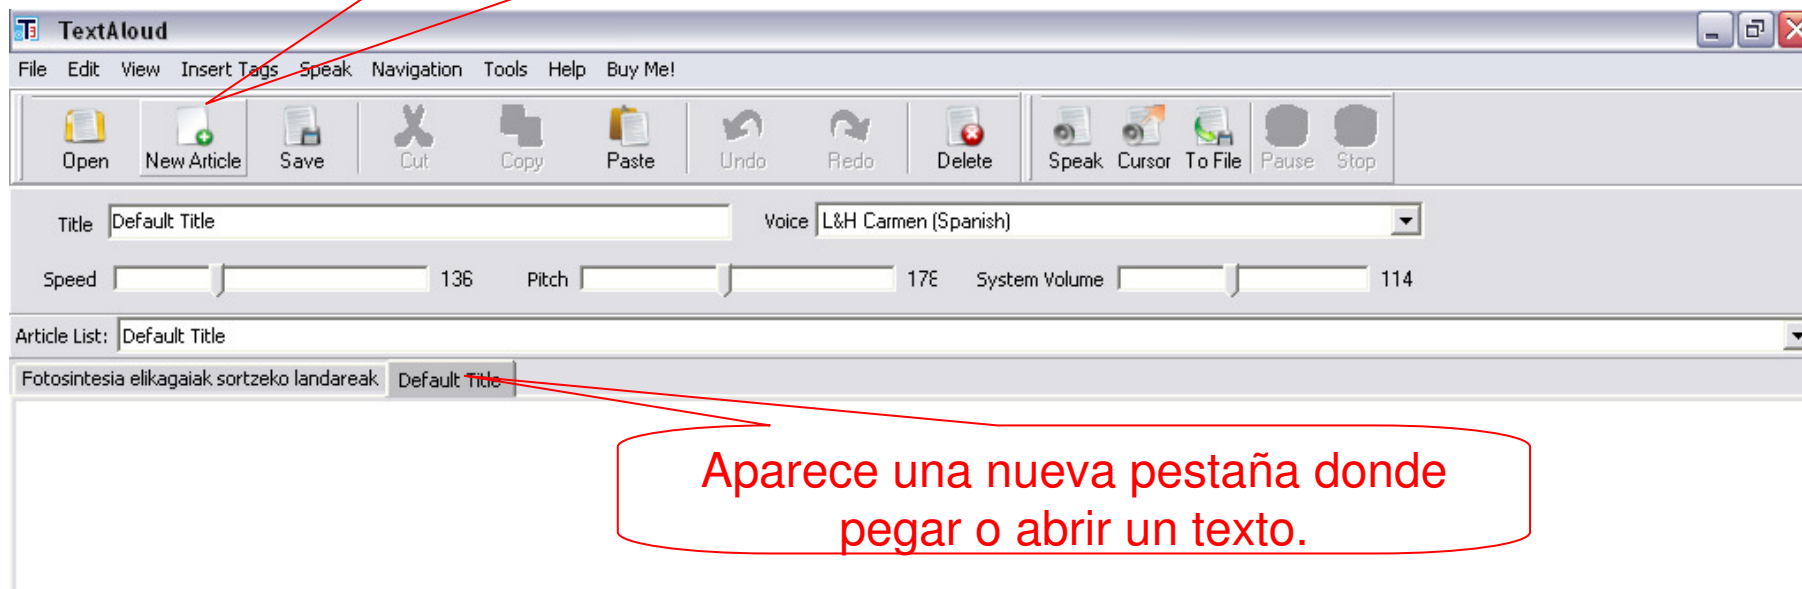 TextAloud
File Edit View Insert Tags Speak Navigation Tools Help Buy Me!
Open New Article Save Cut Copy Paste Undo Redo Delete Speak Cursor To File Pause Stop
Title Default Title Voice L&H Carmen (Spanish)
Speed 136 Pitch 178 System Volume 114
Article List: Default Title
Fotosintesia elikagaiak sortzeko landareak Default Title
Aparece una nueva pestaña donde
pegar o abrir un texto.